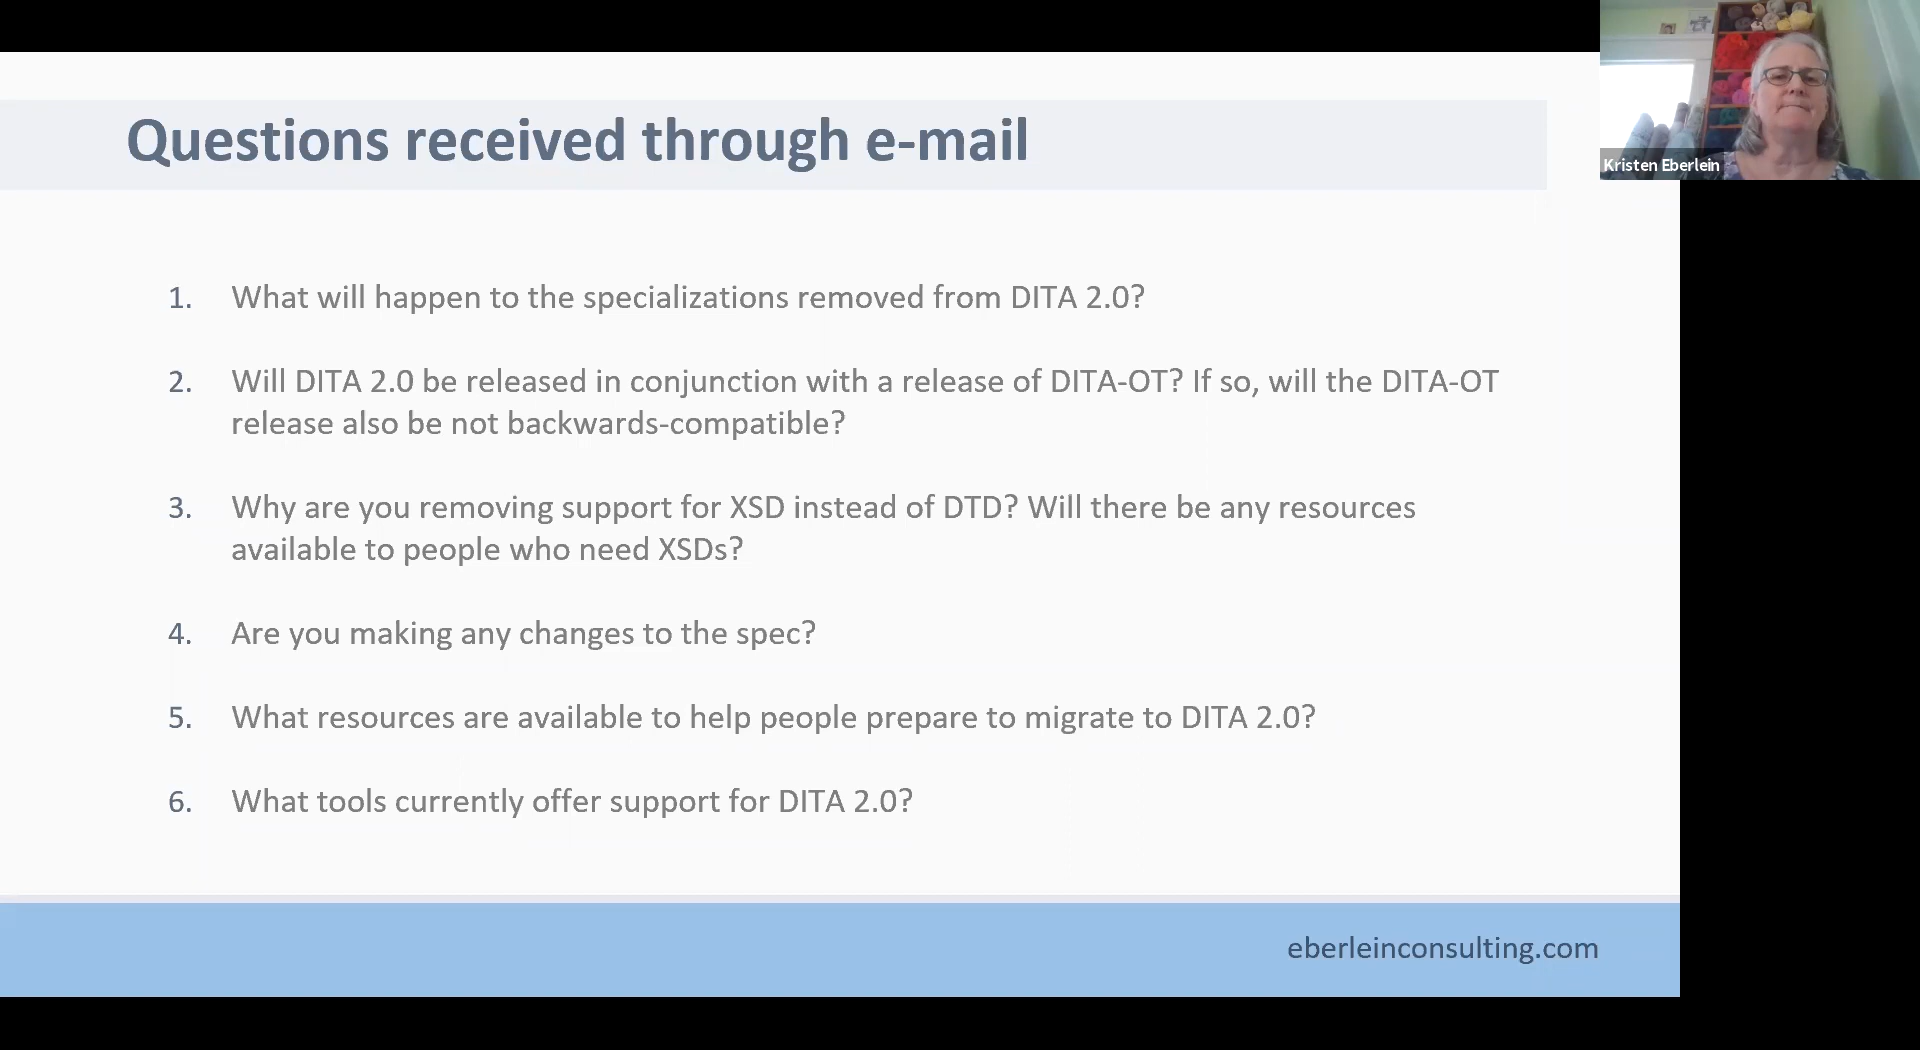 Questions received through e-mail
Kristen Eberlein
1. What will happen to the specializations removed from DITA 2.0?
2. Will DITA 2.0 be released in conjunction with a release of DITA-OT? If so, will the DITA-OT
release also be not backwards-compatible?
3. Why are you removing support for XSD instead of DTD? Will there be any resources
available to people who need XSDs?
4. Are you making any changes to the spec?
5. What resources are available to help people prepare to migrate to DITA 2.0?
6. What tools currently offer support for DITA 2.0?
eberleinconsulting.com